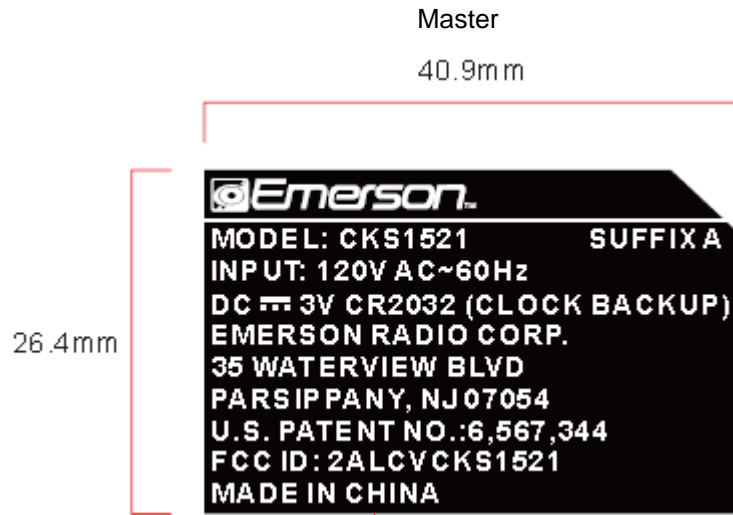 Master
40.9mm
Emerson™
MODEL: CKS1521 SUFFIX A
INPUT: 120V AC~60Hz
DC ⎓ 3V CR2032 (CLOCK BACKUP)
26.4mm
EMERSON RADIO CORP.
35 WATERVIEW BLVD
PARSIPPANY, NJ 07054
U.S. PATENT NO.:6,567,344
FCC ID: 2ALCVCKS1521
MADE IN CHINA